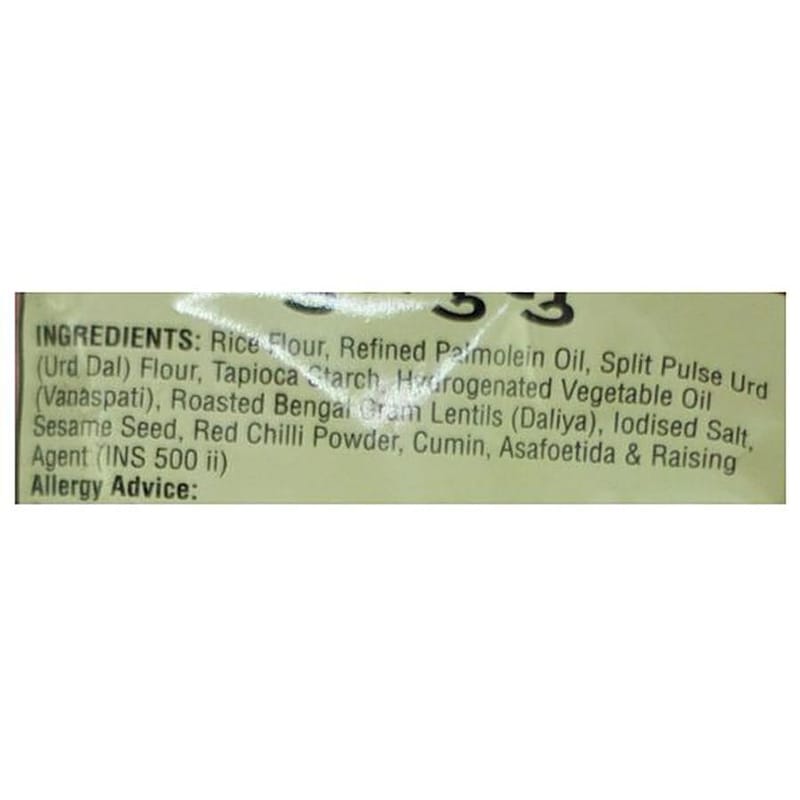 INGREDIENTS: Rice Flour, Refined Palmolein Oil, Split Pulse Urd
(Urd Dal) Flour, Tapioca Starch, Hydrogenated Vegetable Oil
(Vanaspati), Roasted Bengal Gram Lentils (Daliya), Iodised Salt,
Sesame Seed, Red Chilli Powder, Cumin, Asafoetida & Raising
Agent (INS 500 ii)
Allergy Advice: